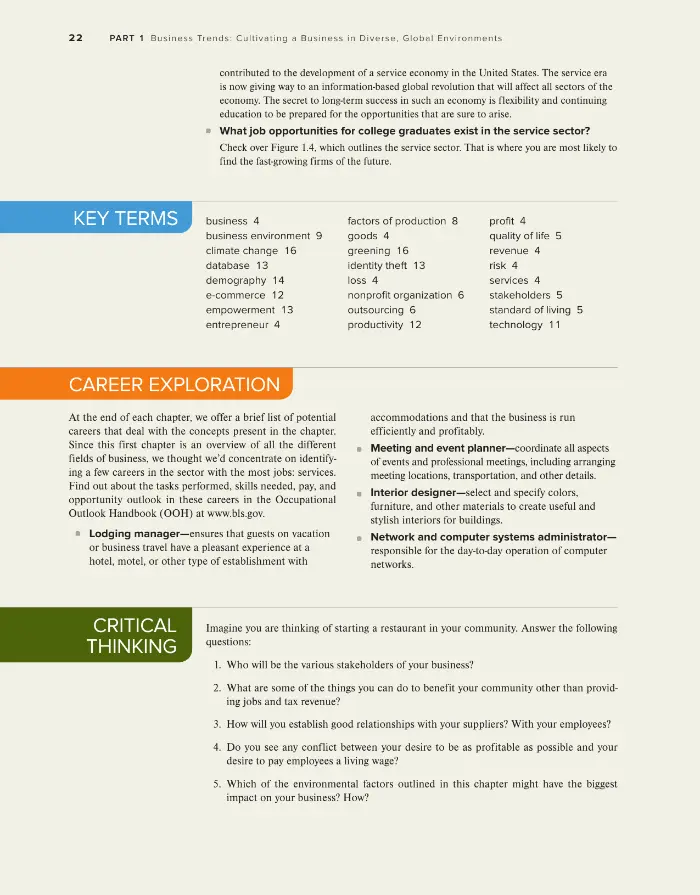 22 PART 1 Business Trends: Cultivating a Business in Diverse, Global Environments
contributed to the development of a service economy in the United States. The service era
is now giving way to an information-based global revolution that will affect all sectors of the
economy. The secret to long-term success in such an economy is flexibility and continuing
education to be prepared for the opportunities that are sure to arise.
What job opportunities for college graduates exist in the service sector?
Check over Figure 1.4, which outlines the service sector. That is where you are most likely to
find the fast-growing firms of the future.
KEY TERMS
business 4
business environment 9
climate change 16
database 13
demography 14
e-commerce 12
empowerment 13
entrepreneur 4
factors of production 8
goods 4
greening 16
identity theft 13
loss 4
nonprofit organization 6
outsourcing 6
productivity 12
profit 4
quality of life 5
revenue 4
risk 4
services 4
stakeholders 5
standard of living 5
technology 11
CAREER EXPLORATION
At the end of each chapter, we offer a brief list of potential
careers that deal with the concepts present in the chapter.
Since this first chapter is an overview of all the different
fields of business, we thought we'd concentrate on identify-
ing a few careers in the sector with the most jobs: services.
Find out about the tasks performed, skills needed, pay, and
opportunity outlook in these careers in the Occupational
Outlook Handbook (OOH) at www.bls.gov.
Lodging manager—ensures that guests on vacation
or business travel have a pleasant experience at a
hotel, motel, or other type of establishment with
accommodations and that the business is run
efficiently and profitably.
Meeting and event planner—coordinate all aspects
of events and professional meetings, including arranging
meeting locations, transportation, and other details.
Interior designer—select and specify colors,
furniture, and other materials to create useful and
stylish interiors for buildings.
Network and computer systems administrator—
responsible for the day-to-day operation of computer
networks.
CRITICAL
THINKING
Imagine you are thinking of starting a restaurant in your community. Answer the following
questions:
1. Who will be the various stakeholders of your business?
2. What are some of the things you can do to benefit your community other than provid-
ing jobs and tax revenue?
3. How will you establish good relationships with your suppliers? With your employees?
4. Do you see any conflict between your desire to be as profitable as possible and your
desire to pay employees a living wage?
5. Which of the environmental factors outlined in this chapter might have the biggest
impact on your business? How?